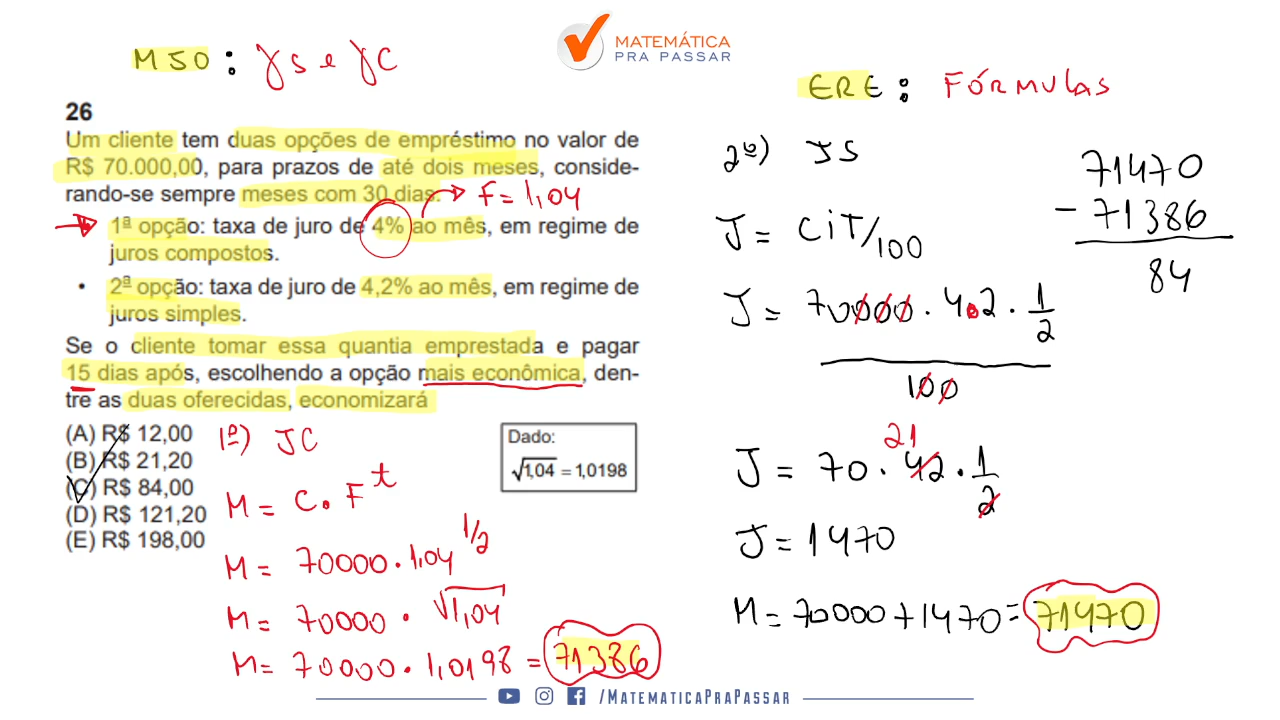 MATEMÁTICA
PRA PASSAR
MSO : JS e JC
ERE : FÓRMULAS
26
Um cliente tem duas opções de empréstimo no valor de
R$ 70.000,00, para prazos de até dois meses, conside-
rando-se sempre meses com 30 dias.
F = 1,04
1ª opção: taxa de juro de 4% ao mês, em regime de
juros compostos.
• 2ª opção: taxa de juro de 4,2% ao mês, em regime de
juros simples.
Se o cliente tomar essa quantia emprestada e pagar
15 dias após, escolhendo a opção mais econômica, den-
tre as duas oferecidas, economizará
(A) R$ 12,00
(B) R$ 21,20
(C) R$ 84,00
(D) R$ 121,20
(E) R$ 198,00
Dado:
√1,04 = 1,0198
1º) JC
M = C . F^t
M = 70000 . 1,04^1/2
M = 70000 . √1,04
M = 70000 . 1,0198 = 71386
2º) JS
J = CiT/100
J = 70000 . 4.2 . 1/2
100
21
J = 70 . 42 . 1/2
J = 1470
M = 70000 + 1470 = 71470
71470
- 71386
84
/MATEMATICAPRAPASSAR